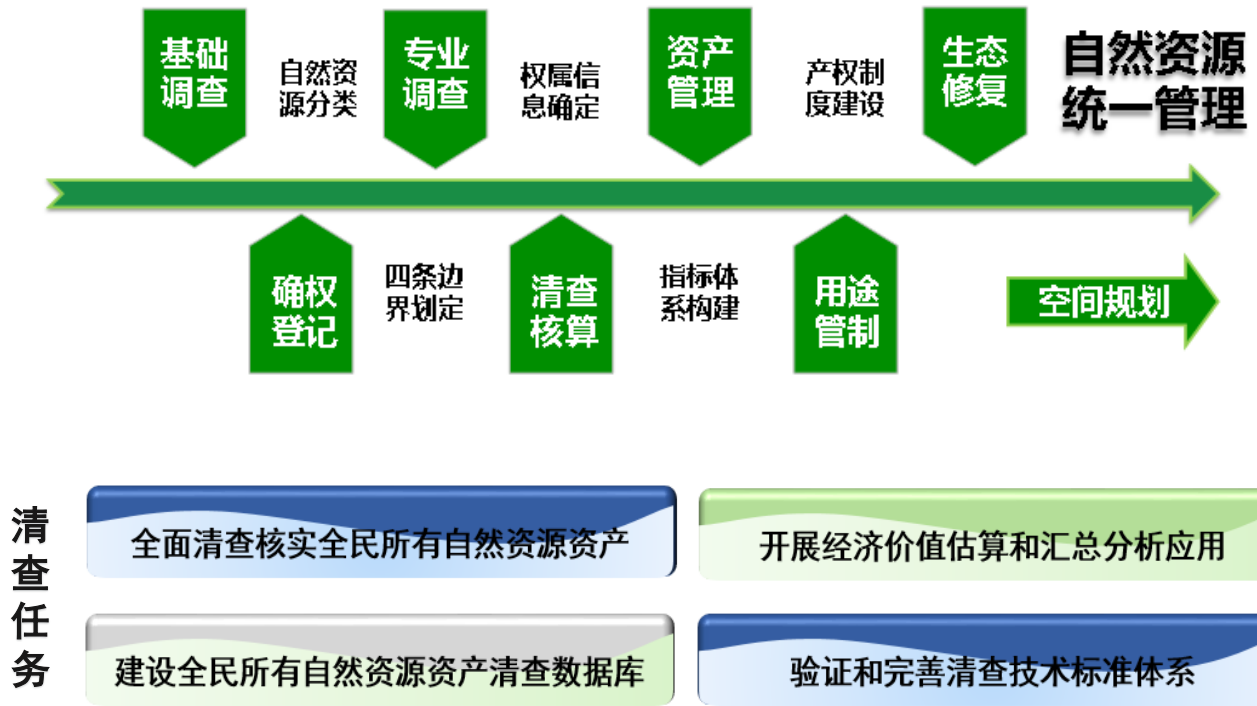 基础
调查
自然资
源分类
专业
调查
权属信
息确定
资产
管理
产权制
度建设
生态
修复
自然资源
统一管理
确权
登记
四条边
界划定
清查
核算
指标体
系构建
用途
管制
空间规划
清
查
任
务
全面清查核实全民所有自然资源资产
开展经济价值估算和汇总分析应用
建设全民所有自然资源资产清查数据库
验证和完善清查技术标准体系